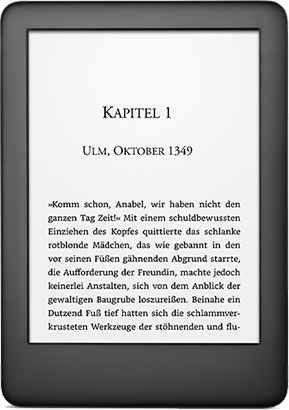 KAPITEL 1
ULM, OKTOBER 1349
»Komm schon, Anabel, wir haben nicht den
ganzen Tag Zeit!« Mit einem schuldbewussten
Einziehen des Kopfes quittierte das schlanke
rotblonde Mädchen, das wie gebannt in den
vor seinen Füßen gähnenden Abgrund starrte,
die Aufforderung der Freundin, machte jedoch
keinerlei Anstalten, sich von dem Anblick der
gewaltigen Baugrube loszureißen. Beinahe ein
Dutzend Fuß tief hatten sich die schlammver-
krusteten Werkzeuge der stöhnenden und flu-